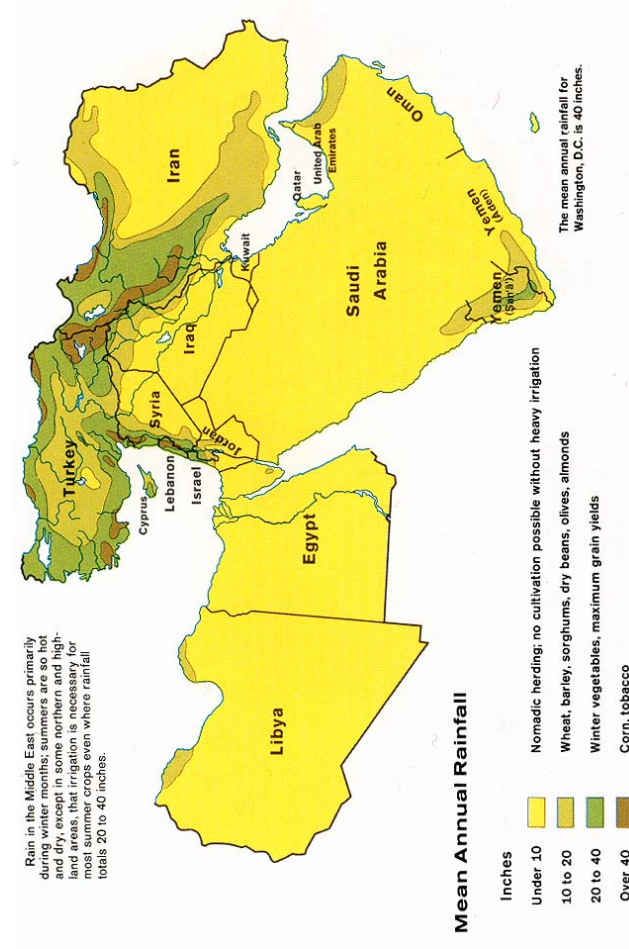 Rain in the Middle East occurs primarily
during winter months; summers are so hot
and dry, except in some northern and high-
land areas, that irrigation is necessary for
most summer crops even where rainfall
totals 20 to 40 inches.
Turkey
Cyprus
Lebanon
Israel
Syria
Jordan
Iraq
Iran
Kuwait
Qatar
United Arab
Emirates
Oman
Saudi
Arabia
Yemen
(Aden)
Yemen
(San'a')
Egypt
Libya
The mean annual rainfall for
Washington, D.C. is 40 inches.
Mean Annual Rainfall
Inches
Under 10 Nomadic herding; no cultivation possible without heavy irrigation
10 to 20 Wheat, barley, sorghums, dry beans, olives, almonds
20 to 40 Winter vegetables, maximum grain yields
Over 40 Corn, tobacco